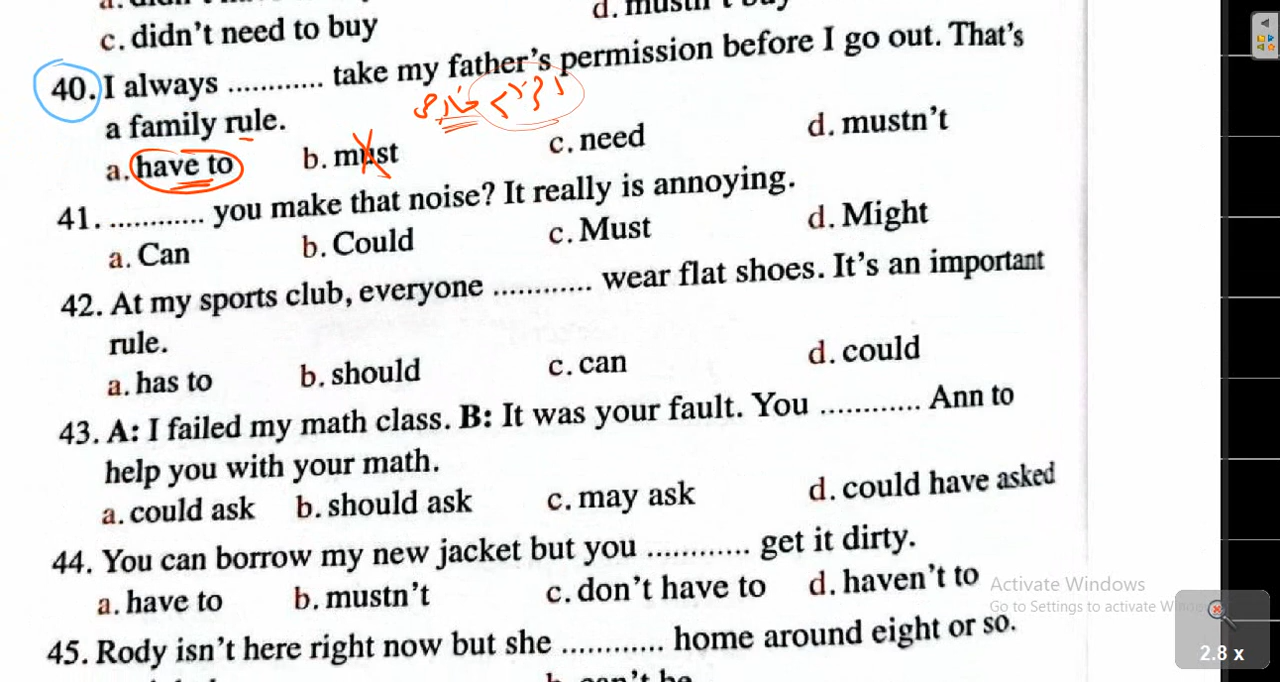 c. didn't need to buy
40. I always ............ take my father's permission before I go out. That's
a family rule.
a. have to b. must c. need d. mustn't
41. ............ you make that noise? It really is annoying.
a. Can b. Could c. Must d. Might
42. At my sports club, everyone ............ wear flat shoes. It's an important
rule.
a. has to b. should c. can d. could
43. A: I failed my math class. B: It was your fault. You ............ Ann to
help you with your math.
a. could ask b. should ask c. may ask d. could have asked
44. You can borrow my new jacket but you ............ get it dirty.
a. have to b. mustn't c. don't have to d. haven't to
45. Rody isn't here right now but she ............ home around eight or so.
Activate Windows
Go to Settings to activate
2.8 x